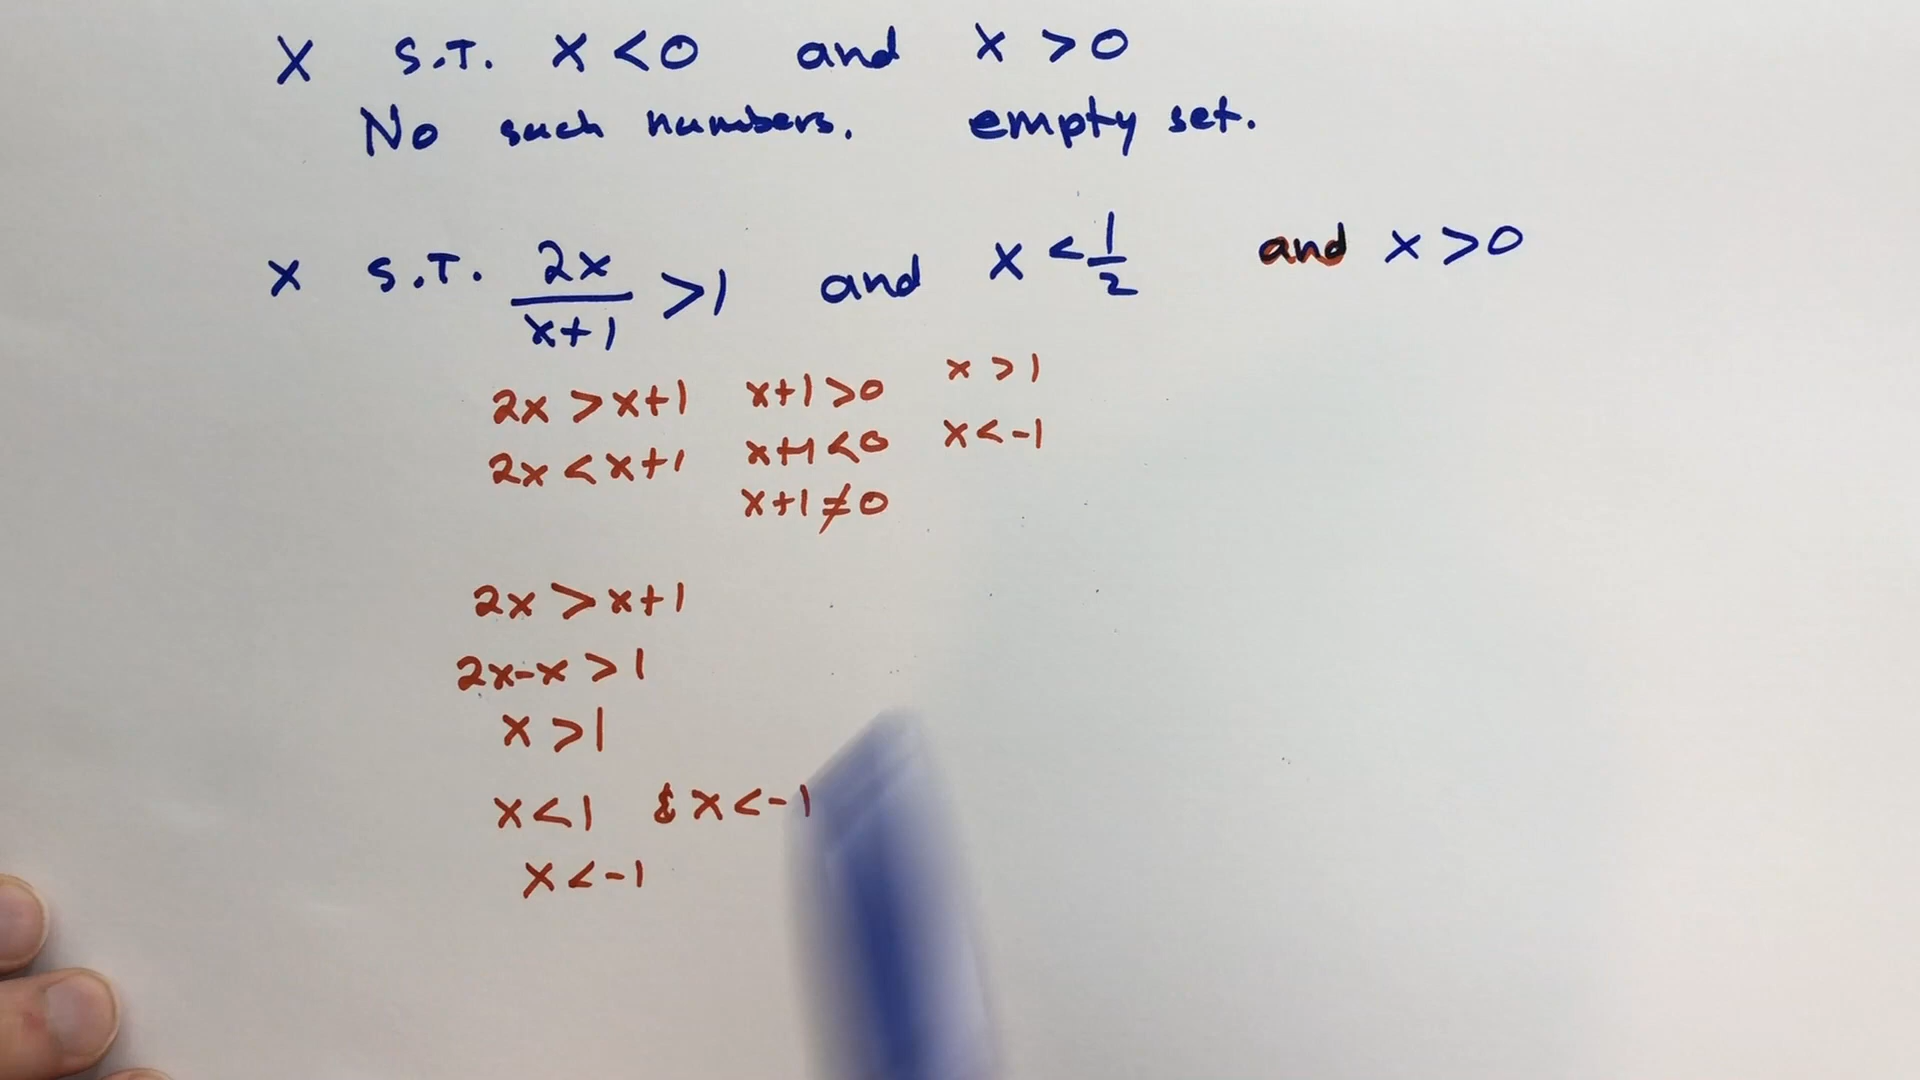 x S.T. x < 0 and x > 0
No such numbers. empty set.
x S.T. 2x/x+1 > 1 and x < 1/2 and x > 0
2x > x+1 x+1 > 0 x > 1
2x < x+1 x+1 < 0 x < -1
x+1 ≠ 0
2x > x+1
2x-x > 1
x > 1
x < 1 & x < -1
x < -1